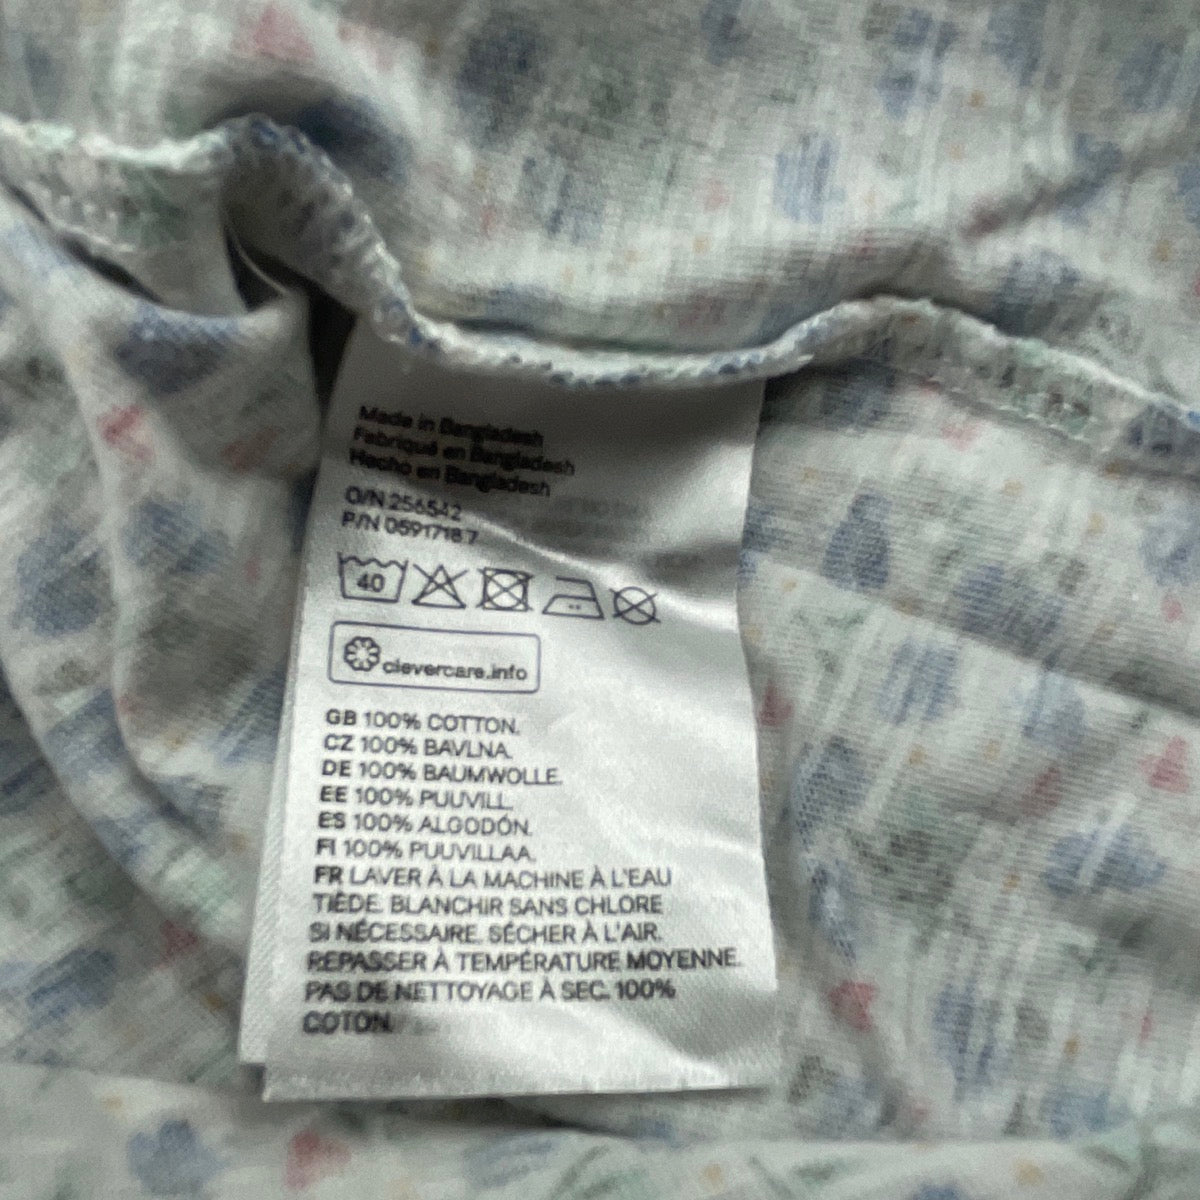 Made in Bangladesh
Fabriqué en Bangladesh
Hecho en Bangladesh
O/N 256542
P/N 0591718 7
40
clevercare.info
GB 100% COTTON.
CZ 100% BAVLNA.
DE 100% BAUMWOLLE.
EE 100% PUUVILL.
ES 100% ALGODÓN.
FI 100% PUUVILLAA.
FR LAVER À LA MACHINE À L'EAU
TIÈDE. BLANCHIR SANS CHLORE
SI NÉCESSAIRE. SÉCHER À L'AIR.
REPASSER À TEMPÉRATURE MOYENNE.
PAS DE NETTOYAGE À SEC. 100%
COTON.